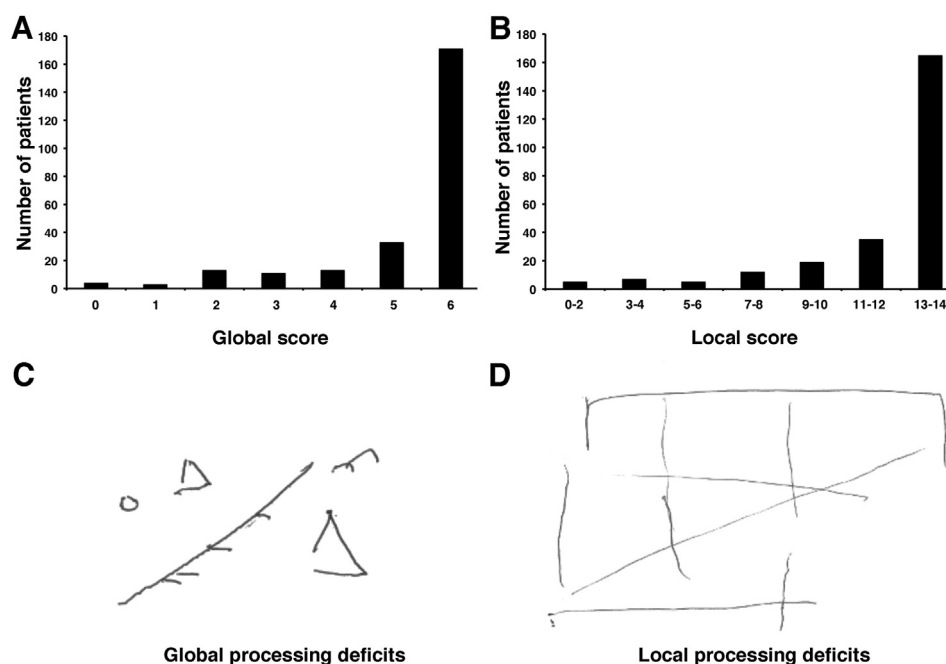 A
Number of patients
180
160
140
120
100
80
60
40
20
0
0 1 2 3 4 5 6
Global score
B
Number of patients
180
160
140
120
100
80
60
40
20
0
0-2 3-4 5-6 7-8 9-10 11-12 13-14
Local score
C
Global processing deficits
D
Local processing deficits